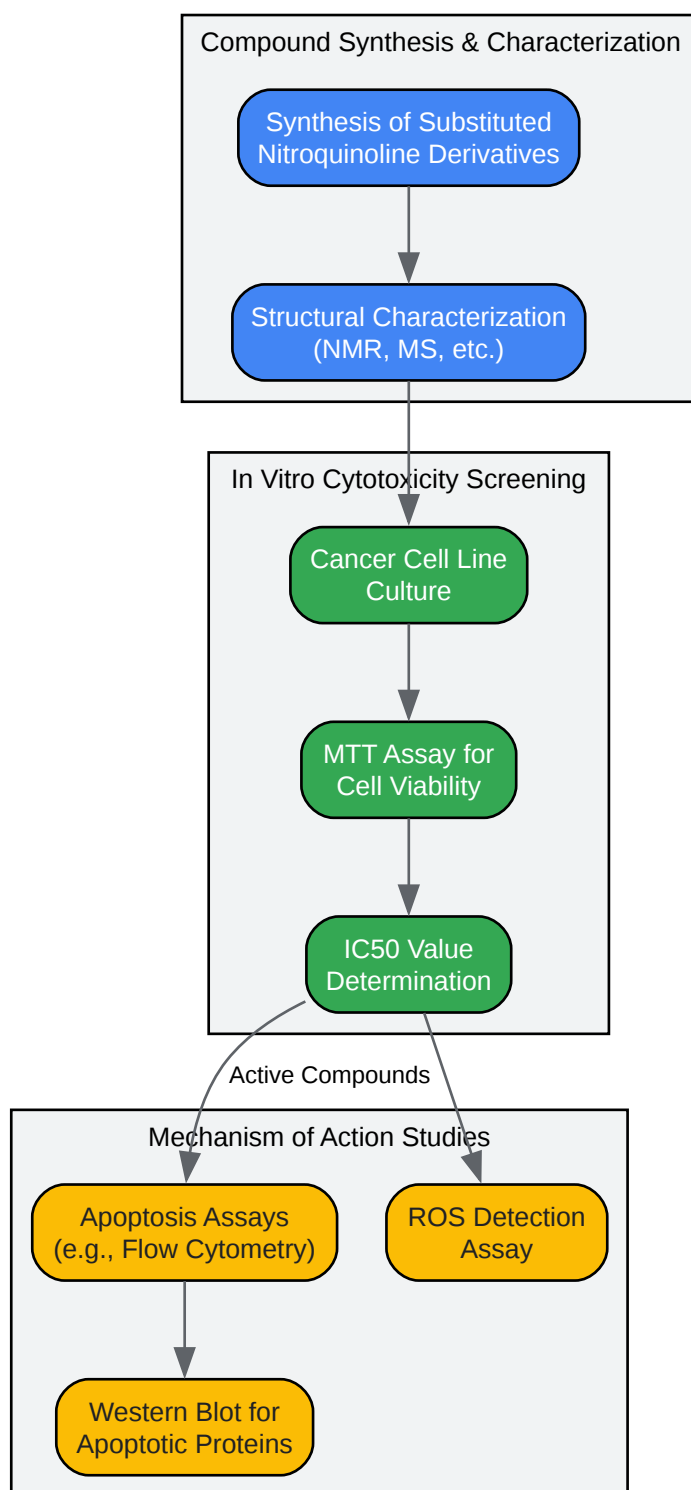 Compound Synthesis & Characterization
Synthesis of Substituted
Nitroquinoline Derivatives
Structural Characterization
(NMR, MS, etc.)
In Vitro Cytotoxicity Screening
Cancer Cell Line
Culture
MTT Assay for
Cell Viability
IC50 Value
Determination
Active Compounds
Mechanism of Action Studies
Apoptosis Assays
(e.g., Flow Cytometry)
ROS Detection
Assay
Western Blot for
Apoptotic Proteins